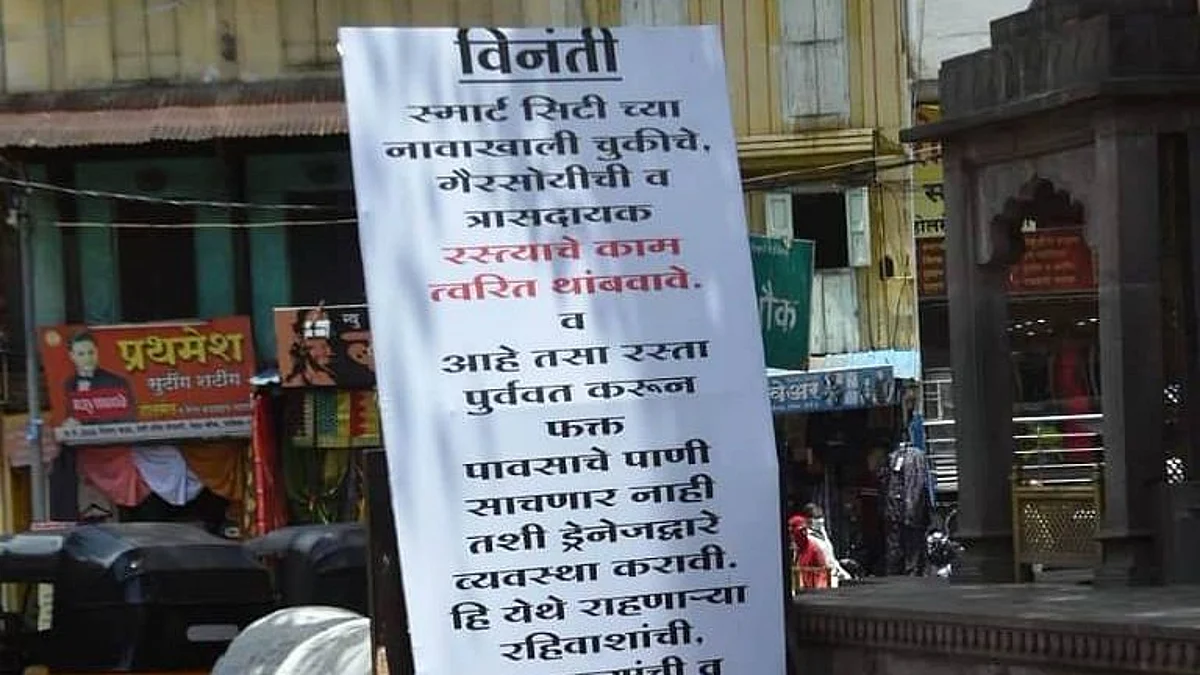 विनंती
स्मार्ट सिटी च्या
नावाखाली चुकीचे,
गैरसोयीची व
त्रासदायक
रस्त्याचे काम
त्वरित थांबवावे.
व
आहे तसा रस्ता
पुर्ववत करून
फक्त
पावसाचे पाणी
साचणार नाही
तशी ड्रेनेजद्वारे
व्यवस्था करावी.
हि येथे राहणाऱ्या
रहिवाशांची,
प्रथमेश
सुटींग शर्टींग
न्यु
चौक